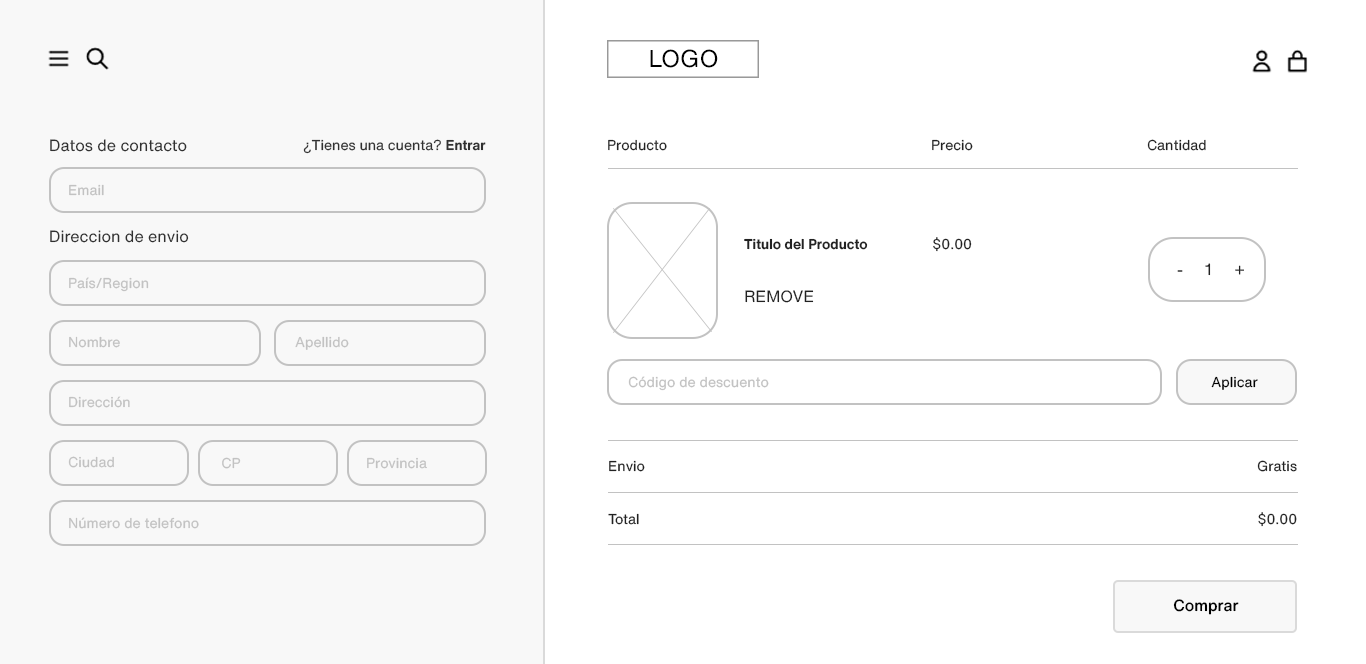 Datos de contacto
¿Tienes una cuenta? Entrar
Email
Direccion de envio
País/Region
Nombre
Apellido
Dirección
Ciudad
CP
Provincia
Número de telefono
LOGO
Producto
Precio
Cantidad
Titulo del Producto
$0.00
- 1 +
REMOVE
Código de descuento
Aplicar
Envio
Gratis
Total
$0.00
Comprar